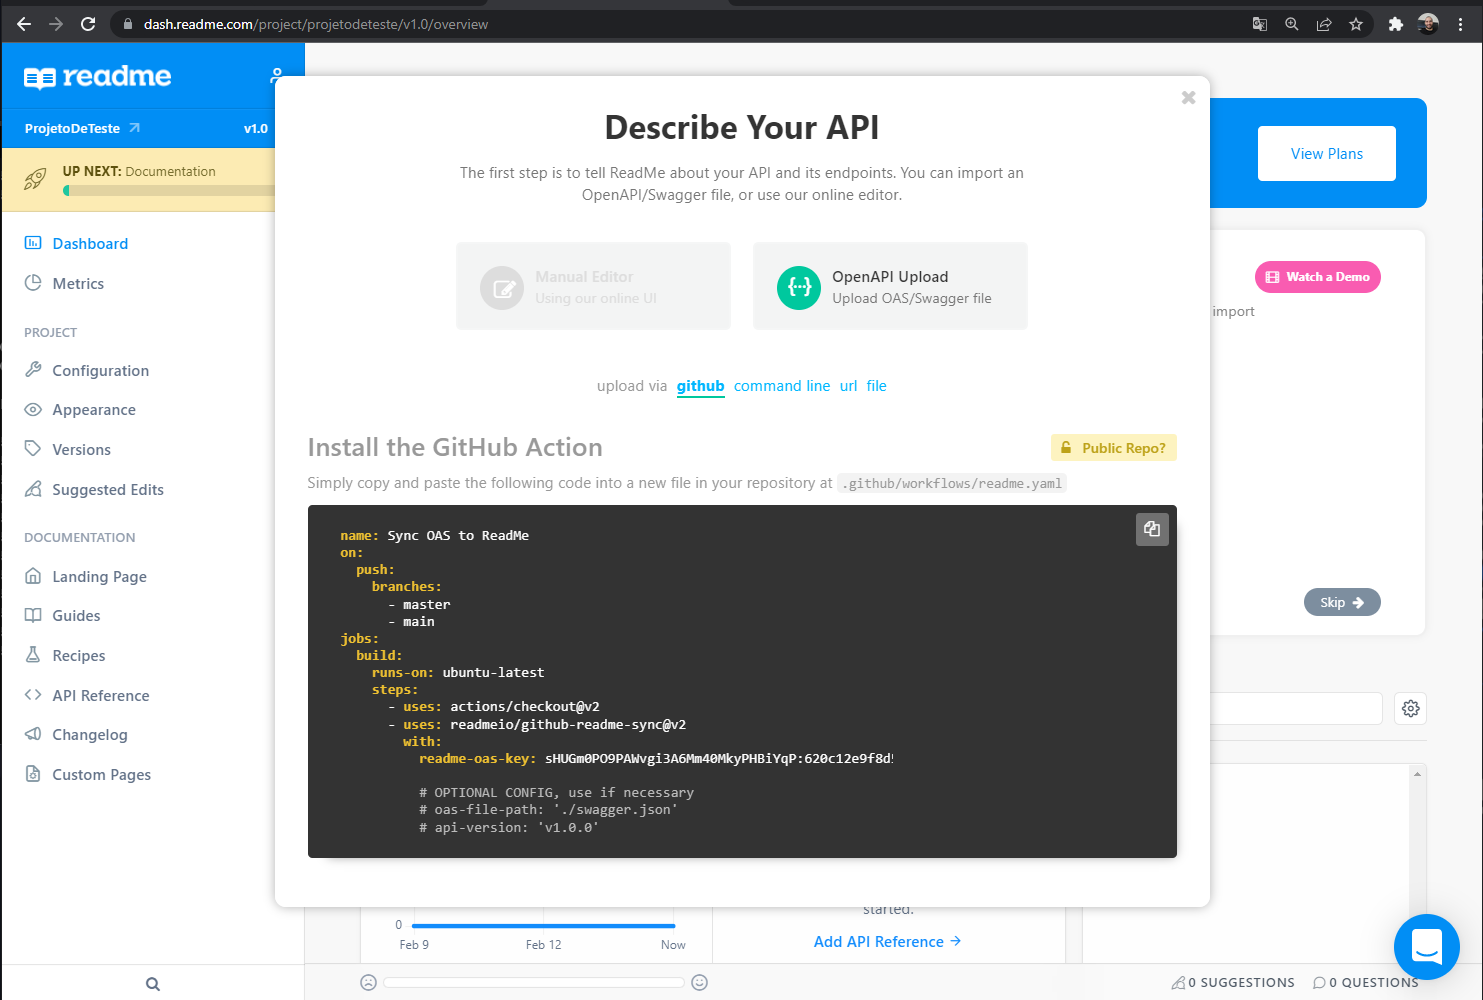 dash.readme.com/project/projetodeteste/v1.0/overview
readme
ProjetoDeTeste
v1.0
UP NEXT: Documentation
Dashboard
Metrics
PROJECT
Configuration
Appearance
Versions
Suggested Edits
DOCUMENTATION
Landing Page
Guides
Recipes
API Reference
Changelog
Custom Pages
Describe Your API
The first step is to tell ReadMe about your API and its endpoints. You can import an
OpenAPI/Swagger file, or use our online editor.
Manual Editor
Using our online UI
OpenAPI Upload
Upload OAS/Swagger file
upload via github command line url file
Install the GitHub Action
Public Repo?
Simply copy and paste the following code into a new file in your repository at .github/workflows/readme.yaml
name: Sync OAS to ReadMe
on:
push:
branches:
- master
- main
jobs:
build:
runs-on: ubuntu-latest
steps:
- uses: actions/checkout@v2
- uses: readmeio/github-readme-sync@v2
with:
readme-oas-key: sHUGm0PO9PAWvgi3A6Mm40MkyPHBiYqP:620c12e9f8d
# OPTIONAL CONFIG, use if necessary
# oas-file-path: './swagger.json'
# api-version: 'v1.0.0'
View Plans
Watch a Demo
import
Skip
0
Feb 9
Feb 12
Now
started.
Add API Reference
0 SUGGESTIONS
0 QUESTIONS